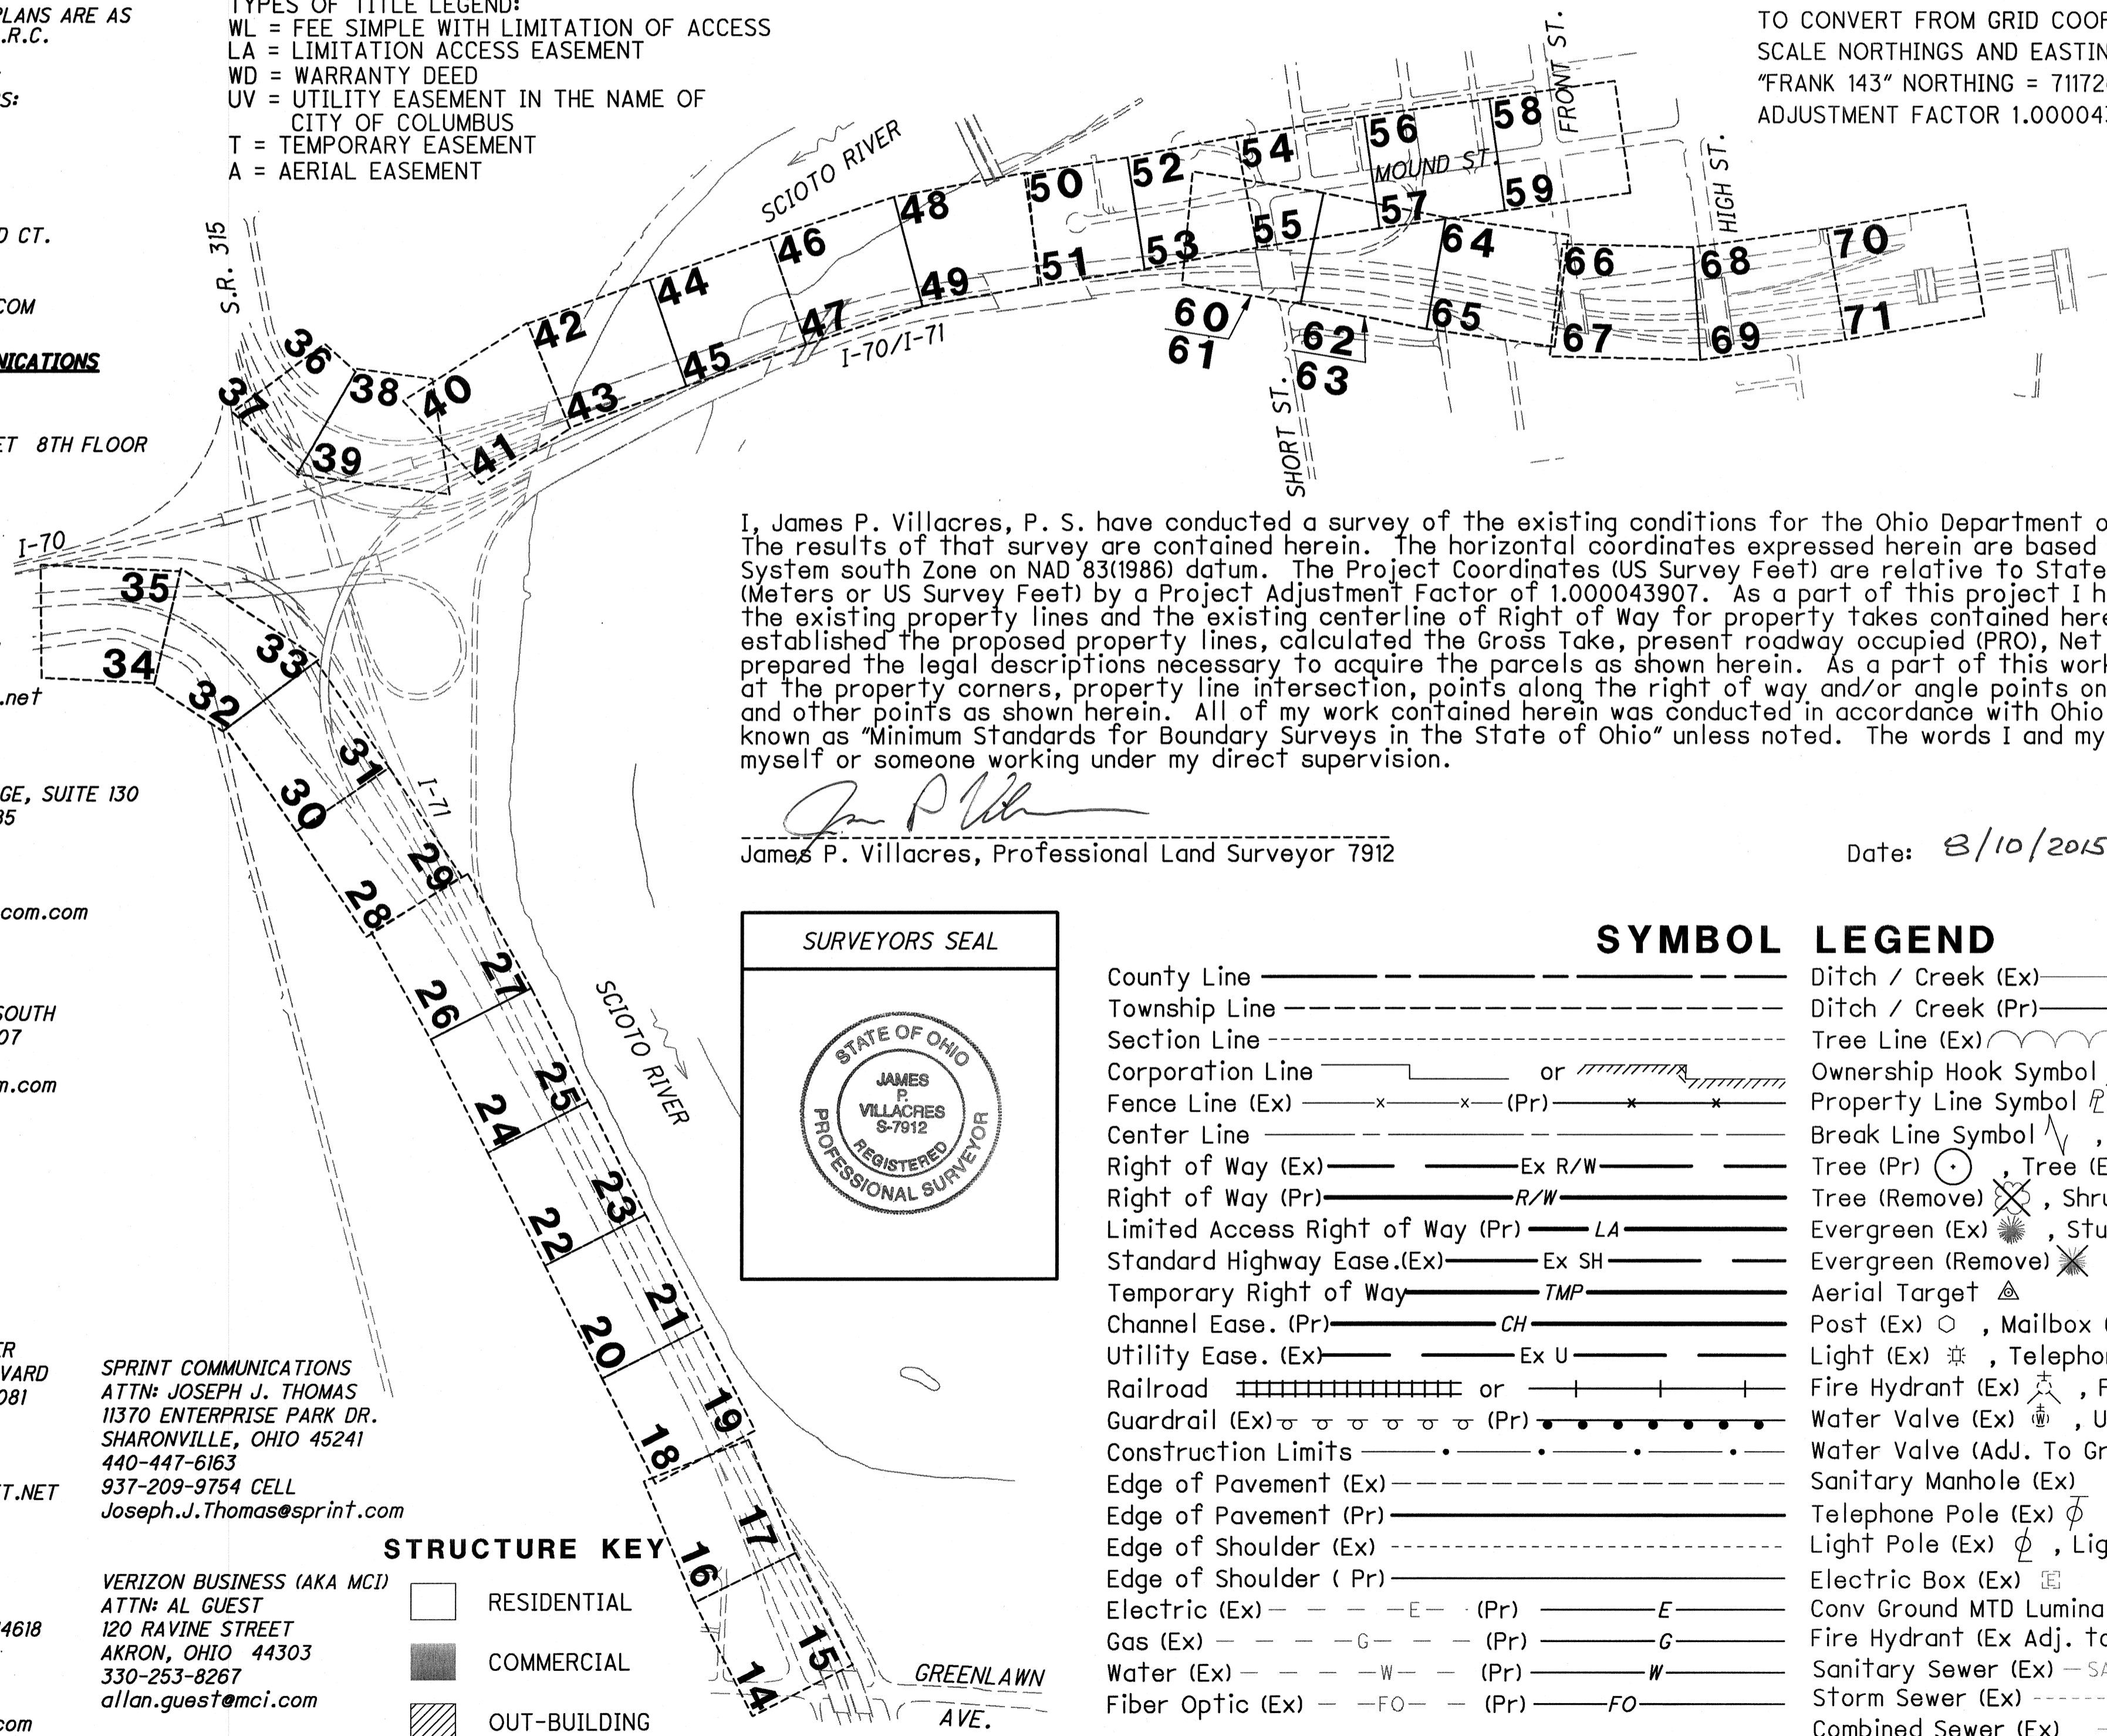 PLANS ARE AS
.R.C.
S:
D CT.
COM
NICATIONS
ET 8TH FLOOR
.net
GE, SUITE 130
35
com.com
SOUTH
07
m.com
ER
VARD
081
T.NET
4618
com
TYPES OF TITLE LEGEND:
WL = FEE SIMPLE WITH LIMITATION OF ACCESS
LA = LIMITATION ACCESS EASEMENT
WD = WARRANTY DEED
UV = UTILITY EASEMENT IN THE NAME OF
CITY OF COLUMBUS
T = TEMPORARY EASEMENT
A = AERIAL EASEMENT
TO CONVERT FROM GRID COOR
SCALE NORTHINGS AND EASTIN
"FRANK 143" NORTHING = 71172
ADJUSTMENT FACTOR 1.000043
S.R. 315
SCIOTO RIVER
FRONT ST.
MOUND ST.
HIGH ST.
SHORT ST.
I-70/I-71
I-70
I-71
SCIOTO RIVER
GREENLAWN
AVE.
36
37
38
39
40
41
42
43
44
45
46
47
48
49
50
51
52
53
54
55
56
57
58
59
60
61
62
63
64
65
66
67
68
69
70
71
35
34
33
32
31
30
29
28
27
26
25
24
23
22
21
20
19
18
17
16
15
14
I, James P. Villacres, P. S. have conducted a survey of the existing conditions for the Ohio Department o
The results of that survey are contained herein. The horizontal coordinates expressed herein are based
System south Zone on NAD 83(1986) datum. The Project Coordinates (US Survey Feet) are relative to State
(Meters or US Survey Feet) by a Project Adjustment Factor of 1.000043907. As a part of this project I h
the existing property lines and the existing centerline of Right of Way for property takes contained here
established the proposed property lines, calculated the Gross Take, present roadway occupied (PRO), Net
prepared the legal descriptions necessary to acquire the parcels as shown herein. As a part of this work
at the property corners, property line intersection, points along the right of way and/or angle points on
and other points as shown herein. All of my work contained herein was conducted in accordance with Ohio
known as "Minimum Standards for Boundary Surveys in the State of Ohio" unless noted. The words I and my
myself or someone working under my direct supervision.
James P. Villacres, Professional Land Surveyor 7912
Date: 8/10/2015
SURVEYORS SEAL
STATE OF OHIO
JAMES
P.
VILLACRES
S-7912
REGISTERED
PROFESSIONAL SURVEYOR
SYMBOL LEGEND
County Line
Township Line
Section Line
Corporation Line or
Fence Line (Ex) x x (Pr) x x
Center Line
Right of Way (Ex) Ex R/W
Right of Way (Pr) R/W
Limited Access Right of Way (Pr) LA
Standard Highway Ease.(Ex) Ex SH
Temporary Right of Way TMP
Channel Ease. (Pr) CH
Utility Ease. (Ex) Ex U
Railroad or
Guardrail (Ex) (Pr)
Construction Limits
Edge of Pavement (Ex)
Edge of Pavement (Pr)
Edge of Shoulder (Ex)
Edge of Shoulder ( Pr)
Electric (Ex) E (Pr) E
Gas (Ex) G (Pr) G
Water (Ex) W (Pr) W
Fiber Optic (Ex) FO (Pr) FO
Ditch / Creek (Ex)
Ditch / Creek (Pr)
Tree Line (Ex)
Ownership Hook Symbol
Property Line Symbol
Break Line Symbol ,
Tree (Pr) , Tree (E
Tree (Remove) , Shru
Evergreen (Ex) , Stu
Evergreen (Remove)
Aerial Target
Post (Ex) , Mailbox (
Light (Ex) , Telepho
Fire Hydrant (Ex) , F
Water Valve (Ex) W , U
Water Valve (Adj. To Gr
Sanitary Manhole (Ex)
Telephone Pole (Ex)
Light Pole (Ex) , Lig
Electric Box (Ex) E
Conv Ground MTD Lumina
Fire Hydrant (Ex Adj. to
Sanitary Sewer (Ex) SA
Storm Sewer (Ex)
Combined Sewer (Ex)
SPRINT COMMUNICATIONS
ATTN: JOSEPH J. THOMAS
11370 ENTERPRISE PARK DR.
SHARONVILLE, OHIO 45241
440-447-6163
937-209-9754 CELL
Joseph.J.Thomas@sprint.com
VERIZON BUSINESS (AKA MCI)
ATTN: AL GUEST
120 RAVINE STREET
AKRON, OHIO 44303
330-253-8267
allan.guest@mci.com
STRUCTURE KEY
RESIDENTIAL
COMMERCIAL
OUT-BUILDING